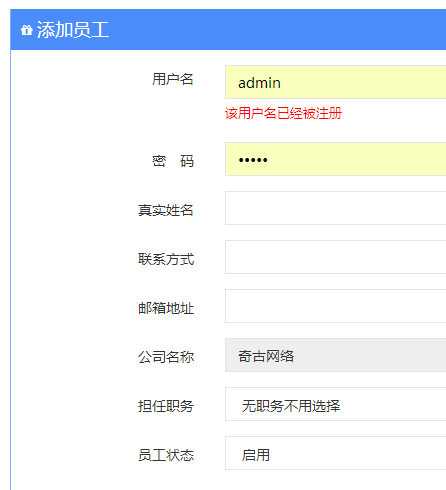 添加员工
用户名 admin
该用户名已经被注册
密 码 •••••
真实姓名
联系方式
邮箱地址
公司名称 奇古网络
担任职务 无职务不用选择
员工状态 启用